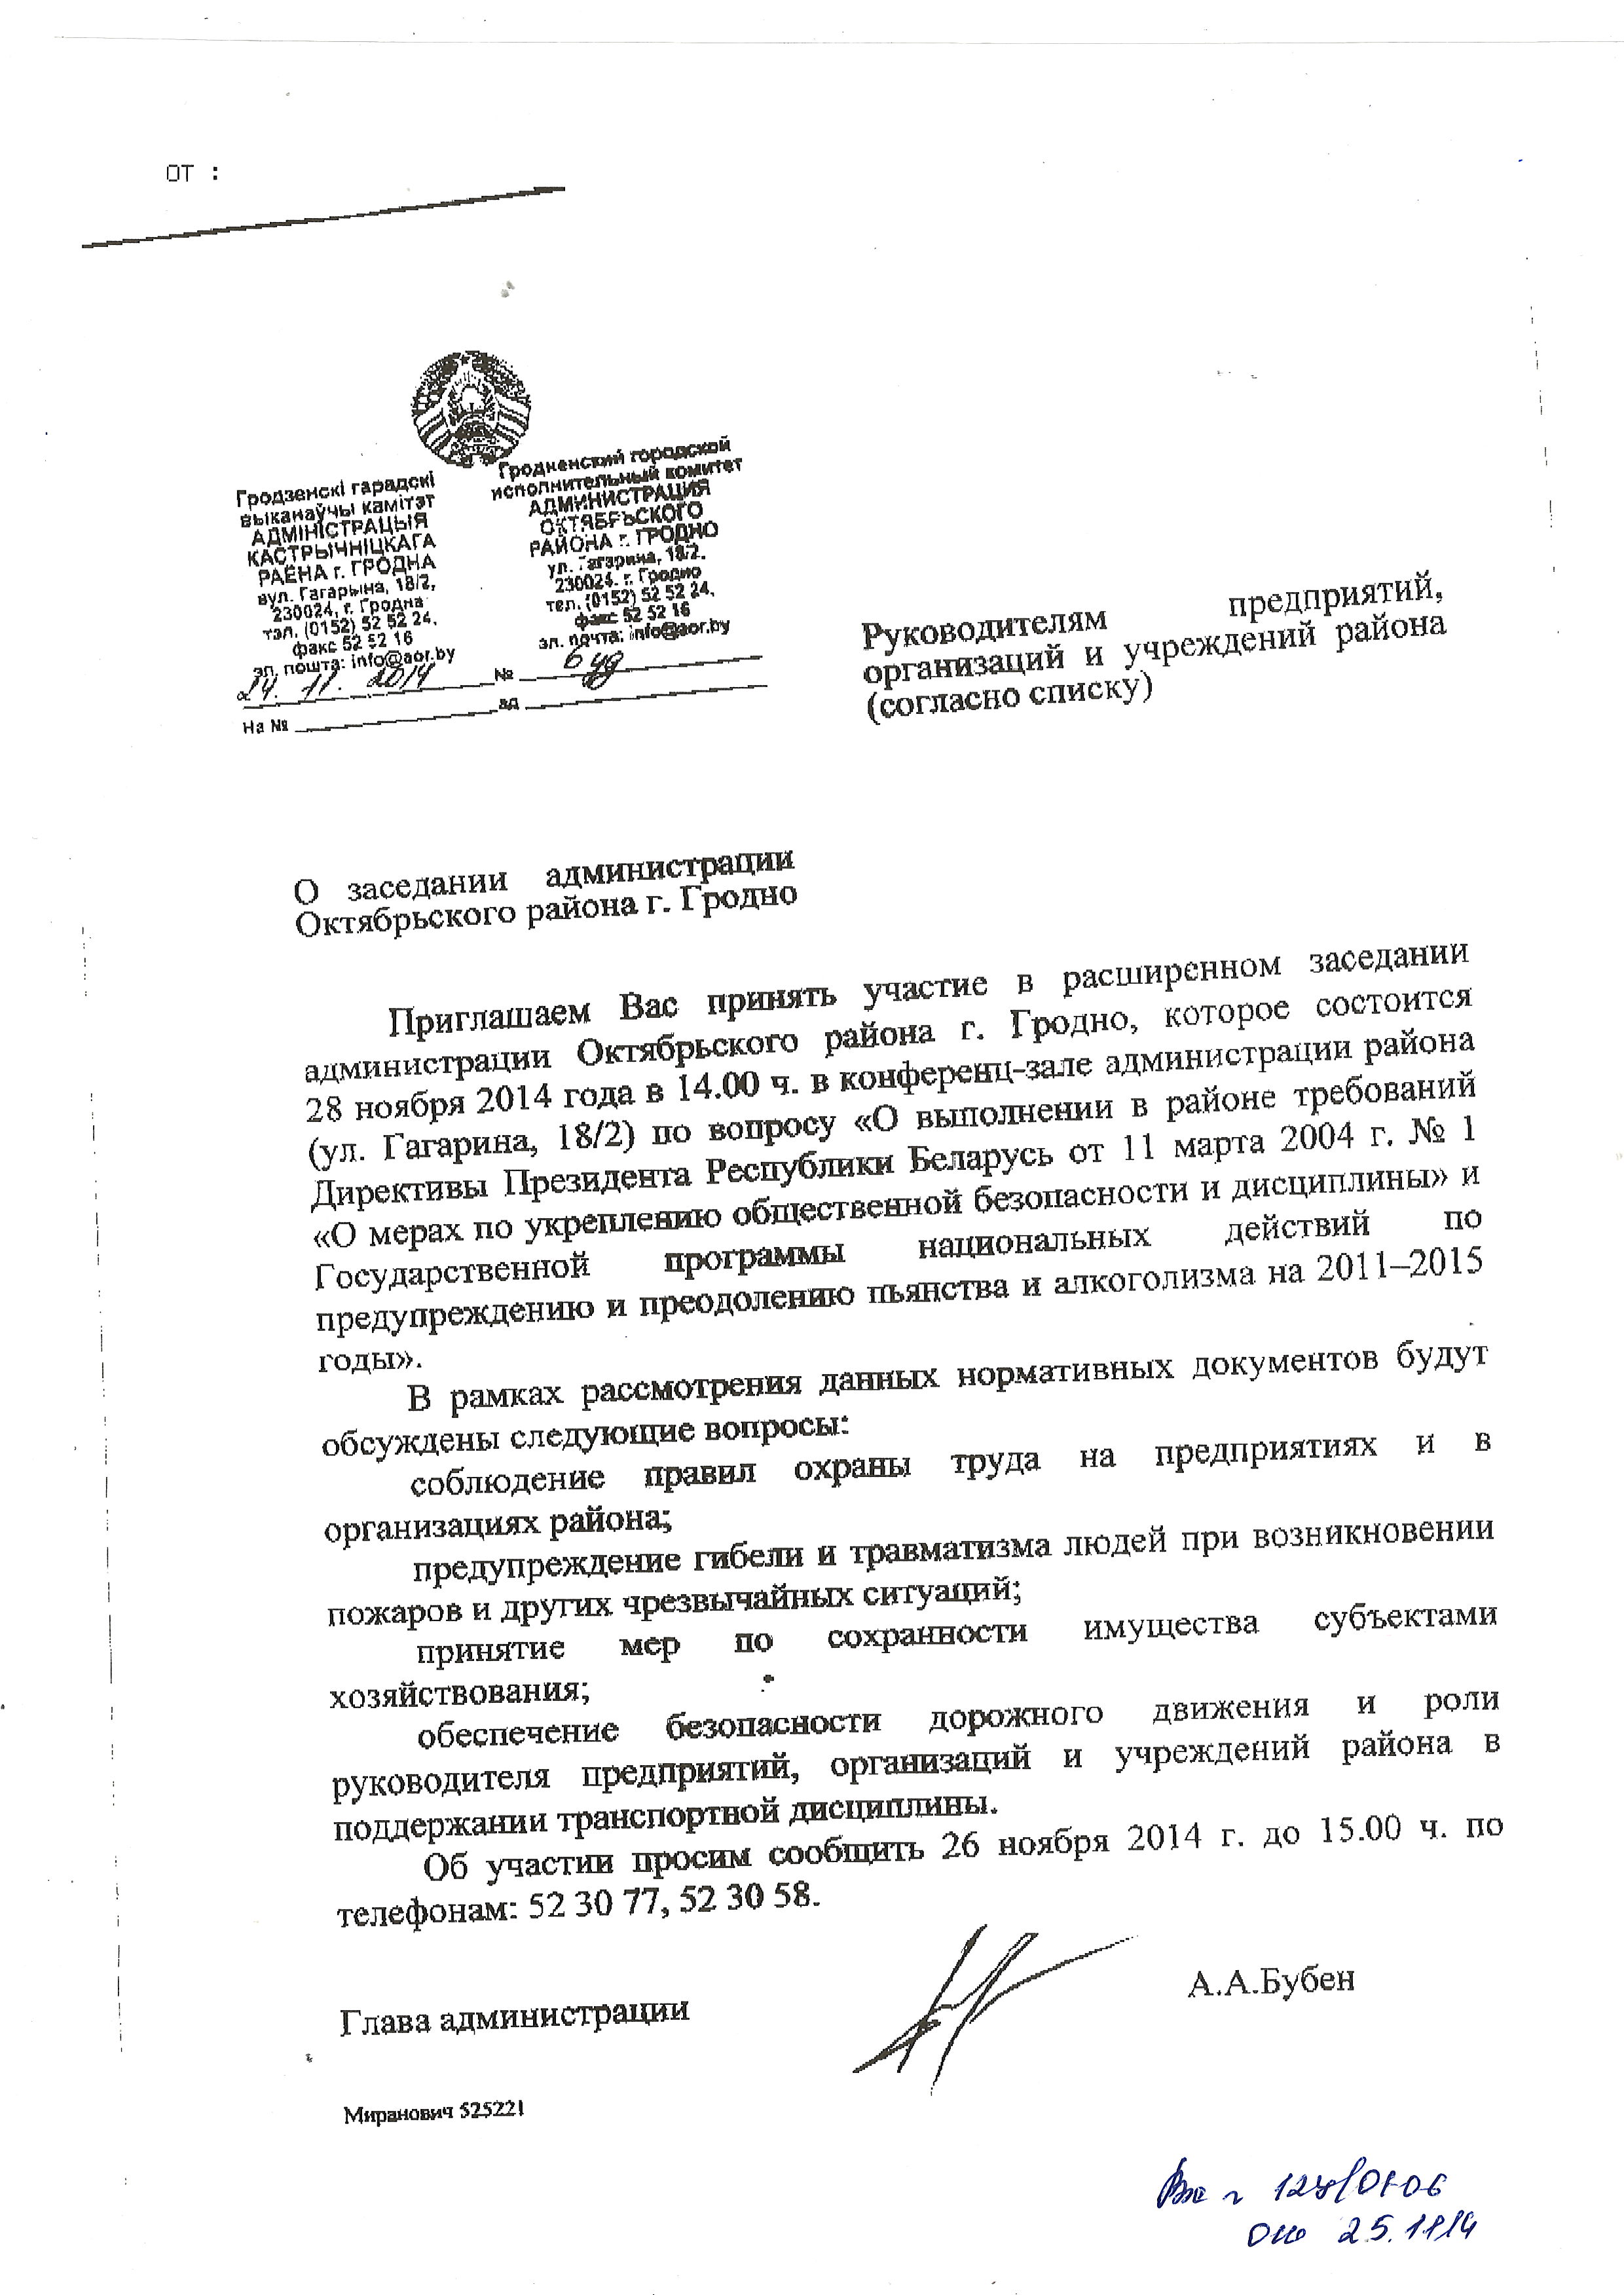 ОТ :
Гродзенскі гарадскі
выканаўчы камітэт
АДМІНІСТРАЦЫЯ
КАСТРЫЧНІЦКАГА
РАЁНА г. ГРОДНА
вул. Гагарына, 18/2,
230024, г. Гродна
тэл. (0152) 52 52 24,
факс 52 52 16
эл. пошта: info@aor.by
Гродненский городской
исполнительный комитет
АДМИНИСТРАЦИЯ
ОКТЯБРЬСКОГО
РАЙОНА г. ГРОДНО
ул. Гагарина, 18/2,
230024, г. Гродно
тел. (0152) 52 52 24,
факс 52 52 16
эл. почта: info@aor.by
24. 11. 2014 №
На № ад
Руководителям предприятий,
организаций и учреждений района
(согласно списку)
О заседании администрации
Октябрьского района г. Гродно
Приглашаем Вас принять участие в расширенном заседании
администрации Октябрьского района г. Гродно, которое состоится
28 ноября 2014 года в 14.00 ч. в конференц-зале администрации района
(ул. Гагарина, 18/2) по вопросу «О выполнении в районе требований
Директивы Президента Республики Беларусь от 11 марта 2004 г. № 1
«О мерах по укреплению общественной безопасности и дисциплины» и
Государственной программы национальных действий по
предупреждению и преодолению пьянства и алкоголизма на 2011–2015
годы».
В рамках рассмотрения данных нормативных документов будут
обсуждены следующие вопросы:
соблюдение правил охраны труда на предприятиях и в
организациях района;
предупреждение гибели и травматизма людей при возникновении
пожаров и других чрезвычайных ситуаций;
принятие мер по сохранности имущества субъектами
хозяйствования;
обеспечение безопасности дорожного движения и роли
руководителя предприятий, организаций и учреждений района в
поддержании транспортной дисциплины.
Об участии просим сообщить 26 ноября 2014 г. до 15.00 ч. по
телефонам: 52 30 77, 52 30 58.
Глава администрации А.А.Бубен
Миранович 525221
25.11.14